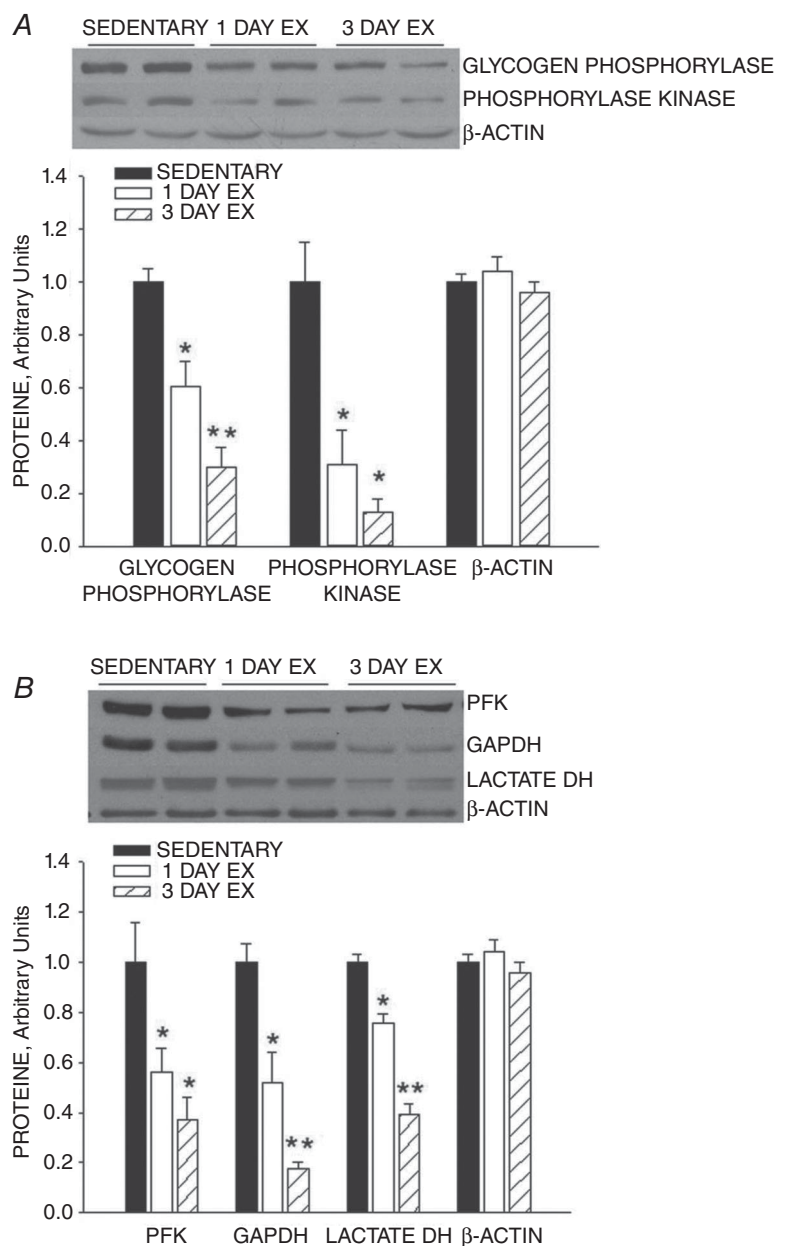 A
SEDENTARY 1 DAY EX 3 DAY EX
GLYCOGEN PHOSPHORYLASE
PHOSPHORYLASE KINASE
β-ACTIN
SEDENTARY
1 DAY EX
3 DAY EX
PROTEINE, Arbitrary Units
1.4
1.2
1.0
0.8
0.6
0.4
0.2
0.0
*
**
*
*
GLYCOGEN PHOSPHORYLASE β-ACTIN
PHOSPHORYLASE KINASE
B
SEDENTARY 1 DAY EX 3 DAY EX
PFK
GAPDH
LACTATE DH
β-ACTIN
SEDENTARY
1 DAY EX
3 DAY EX
PROTEINE, Arbitrary Units
1.4
1.2
1.0
0.8
0.6
0.4
0.2
0.0
*
*
*
**
*
**
PFK GAPDH LACTATE DH β-ACTIN